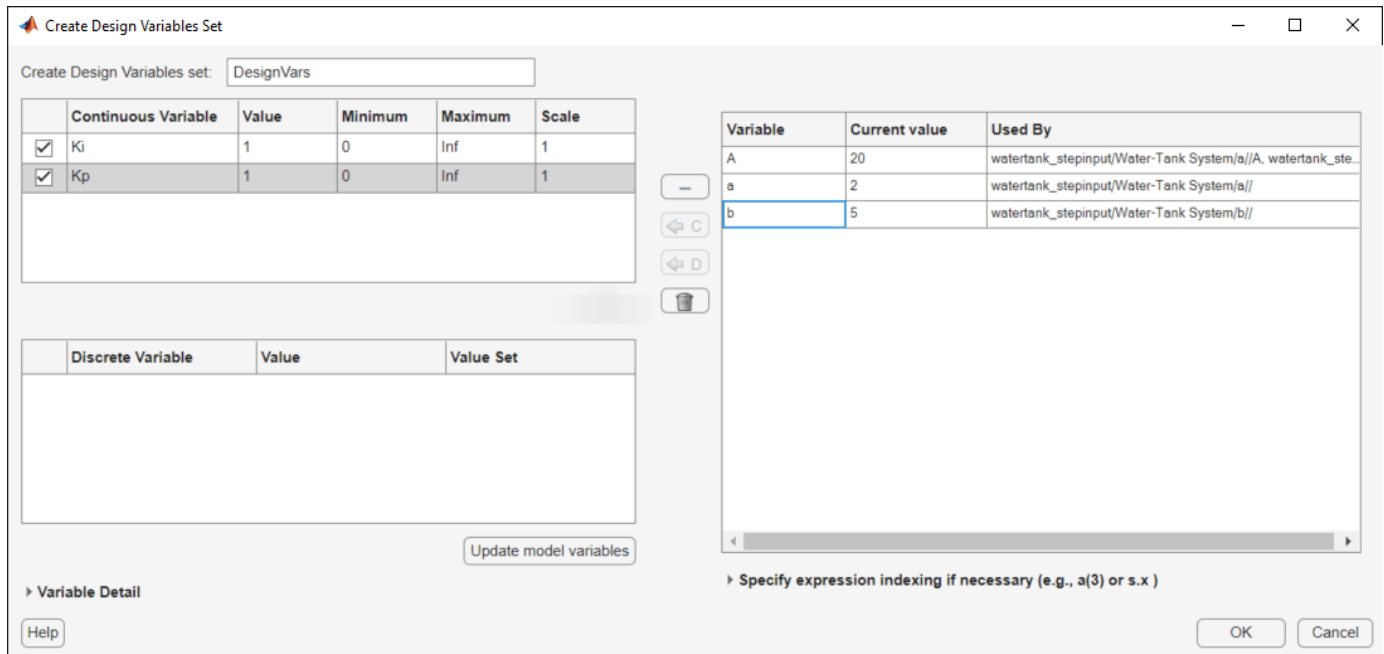 Create Design Variables Set
Create Design Variables set: DesignVars
Continuous Variable Value Minimum Maximum Scale
Ki 1 0 Inf 1
Kp 1 0 Inf 1
Discrete Variable Value Value Set
Update model variables
Variable Detail
Help
C
D
Variable Current value Used By
A 20 watertank_stepinput/Water-Tank System/a//A, watertank_ste...
a 2 watertank_stepinput/Water-Tank System/a//
b 5 watertank_stepinput/Water-Tank System/b//
Specify expression indexing if necessary (e.g., a(3) or s.x )
OK Cancel